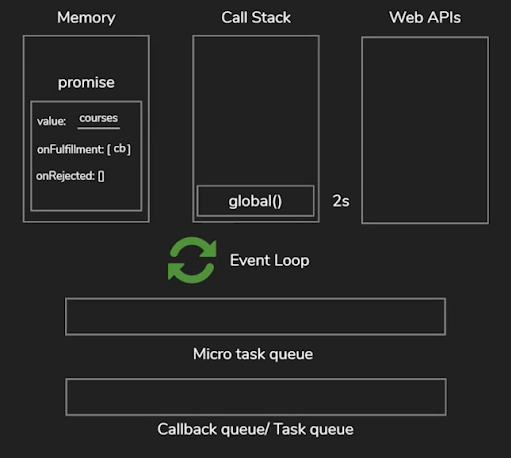 Memory
Call Stack
Web APIs
promise
value: courses
onFulfillment: [ cb ]
onRejected: []
global()
2s
Event Loop
Micro task queue
Callback queue/ Task queue